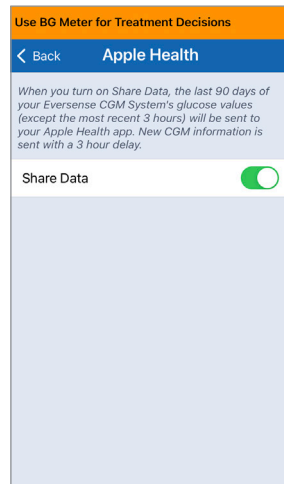 Use BG Meter for Treatment Decisions
Back Apple Health
When you turn on Share Data, the last 90 days of
your Eversense CGM System's glucose values
(except the most recent 3 hours) will be sent to
your Apple Health app. New CGM information is
sent with a 3 hour delay.
Share Data